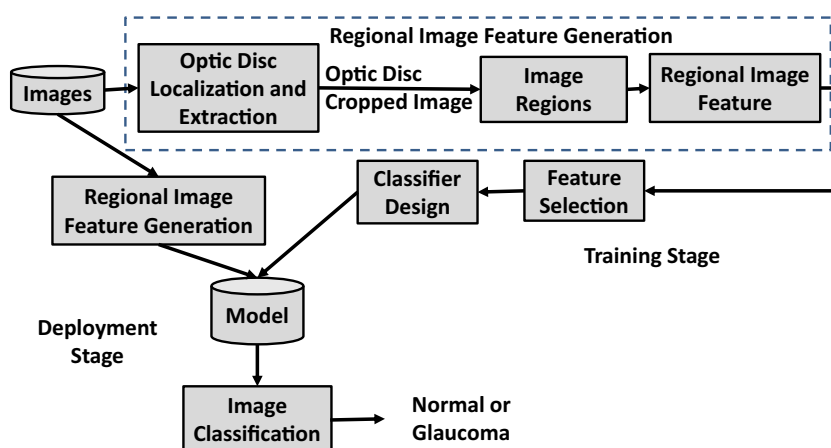 Regional Image Feature Generation
Images
Optic Disc
Localization and
Extraction
Optic Disc
Cropped Image
Image
Regions
Regional Image
Feature
Regional Image
Feature Generation
Classifier
Design
Feature
Selection
Training Stage
Model
Deployment
Stage
Image
Classification
Normal or
Glaucoma